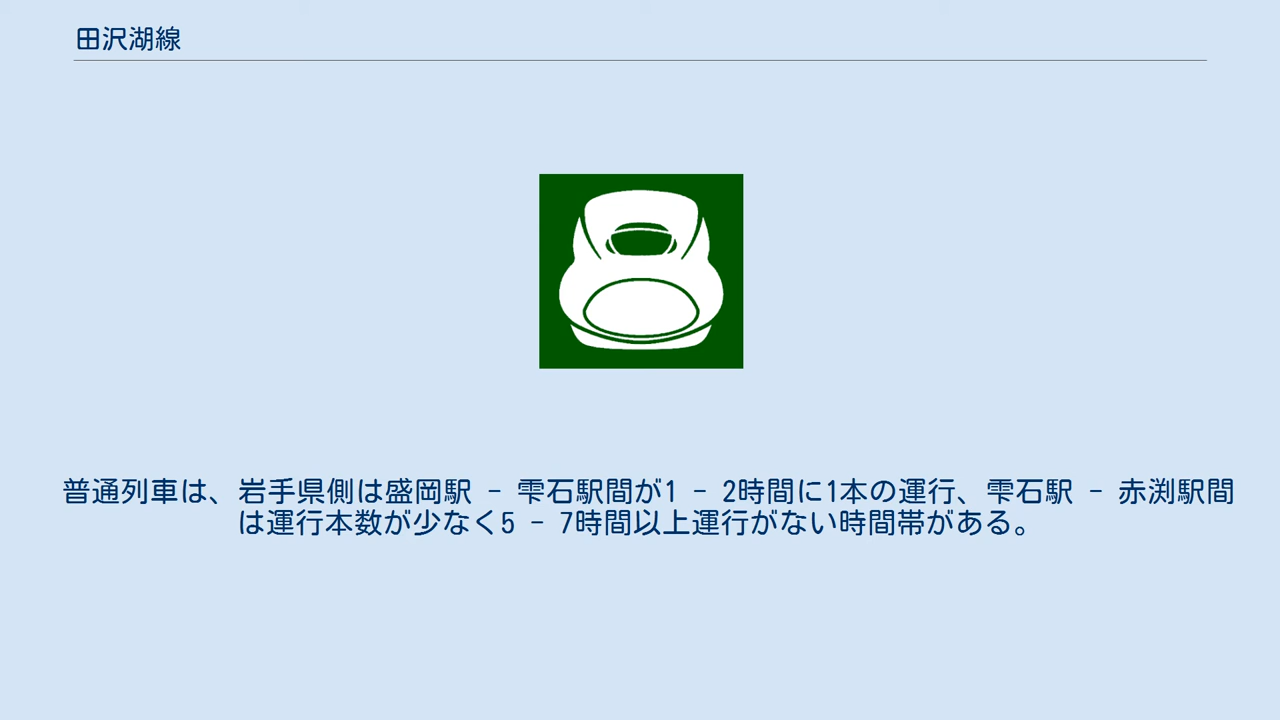 田沢湖線
普通列車は、岩手県側は盛岡駅 - 雫石駅間が1 - 2時間に1本の運行、雫石駅 - 赤渕駅間
は運行本数が少なく5 - 7時間以上運行がない時間帯がある。